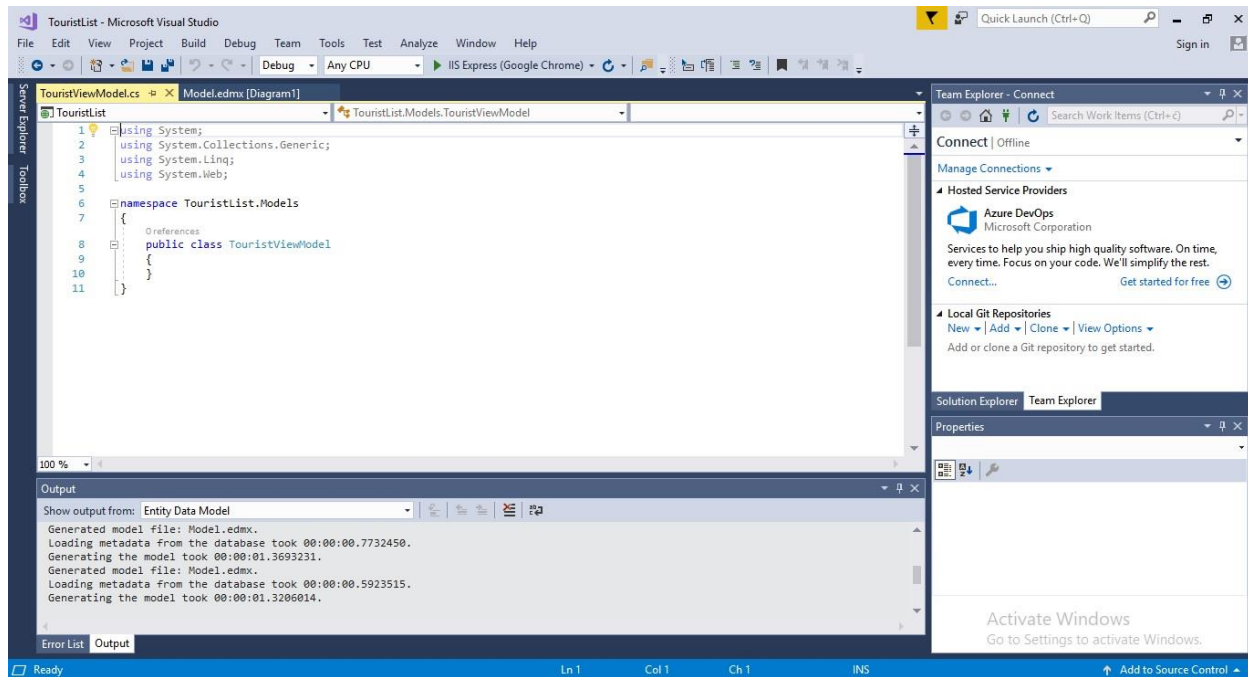 TouristList - Microsoft Visual Studio
Quick Launch (Ctrl+Q)
File Edit View Project Build Debug Team Tools Test Analyze Window Help
Sign in
Debug Any CPU IIS Express (Google Chrome)
Server Explorer
Toolbox
TouristViewModel.cs Model.edmx [Diagram1]
TouristList TouristList.Models.TouristViewModel
1 using System;
2 using System.Collections.Generic;
3 using System.Linq;
4 using System.Web;
5
6 namespace TouristList.Models
7 {
0 references
8 public class TouristViewModel
9 {
10 }
11 }
100 %
Output
Show output from: Entity Data Model
Generated model file: Model.edmx.
Loading metadata from the database took 00:00:00.7732450.
Generating the model took 00:00:01.3693231.
Generated model file: Model.edmx.
Loading metadata from the database took 00:00:00.5923515.
Generating the model took 00:00:01.3206014.
Error List Output
Team Explorer - Connect
Search Work Items (Ctrl+č)
Connect | Offline
Manage Connections
Hosted Service Providers
Azure DevOps
Microsoft Corporation
Services to help you ship high quality software. On time,
every time. Focus on your code. We'll simplify the rest.
Connect... Get started for free
Local Git Repositories
New | Add | Clone | View Options
Add or clone a Git repository to get started.
Solution Explorer Team Explorer
Properties
Activate Windows
Go to Settings to activate Windows.
Ready Ln 1 Col 1 Ch 1 INS Add to Source Control